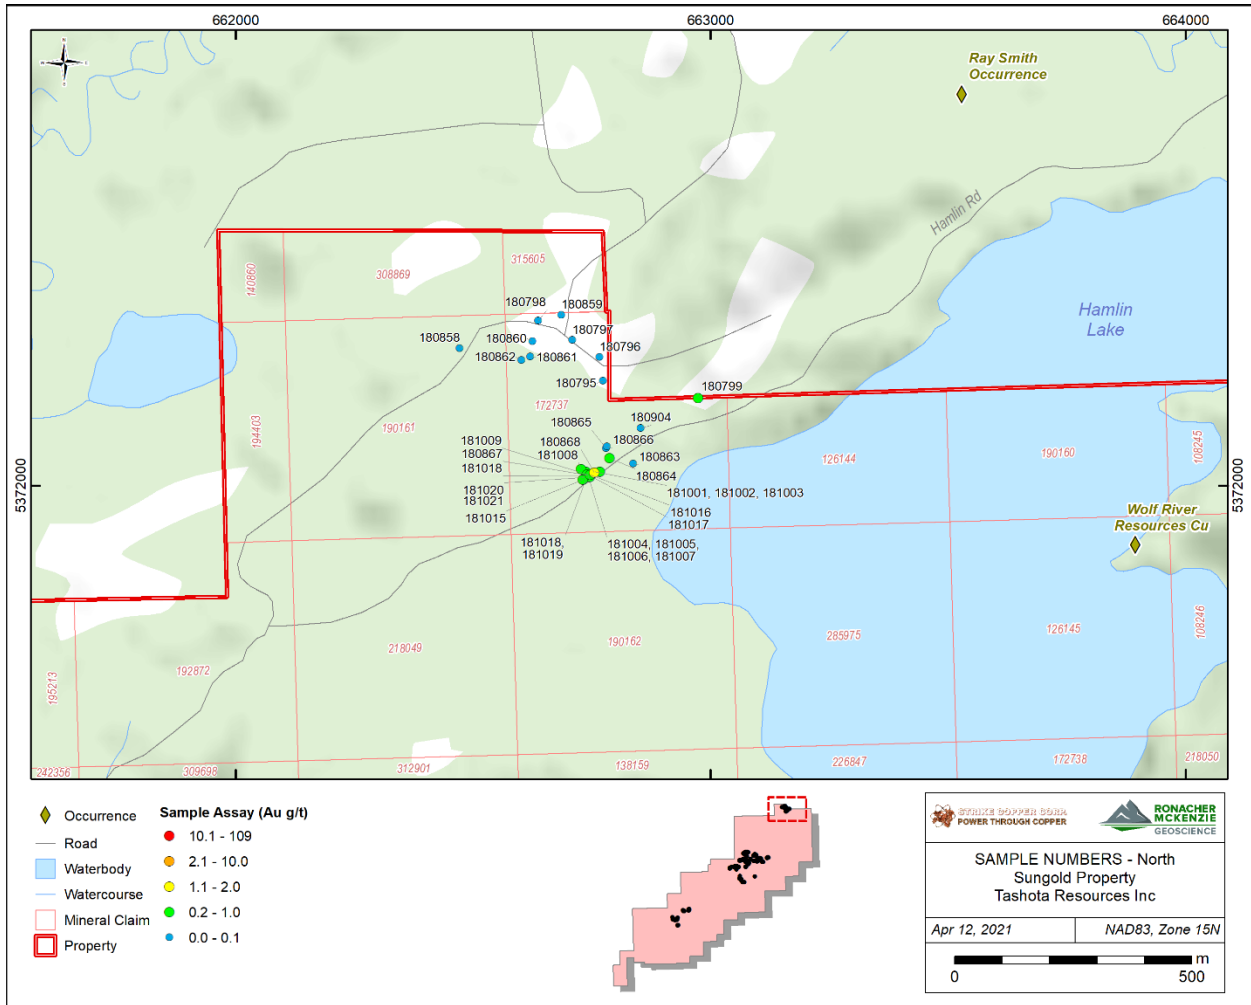 662000
663000
664000
Ray Smith
Occurrence
Hamlin Rd
Hamlin
Lake
140860
308869
315605
180798
180859
180797
180858
180860
180796
180862
180861
180795
180799
172737
194403
190161
180865
180904
181009
180868
180866
180867
181008
180863
181018
180864
126144
190160
108245
5372000
5372000
181020
181021
181001, 181002, 181003
181015
181016
181017
Wolf River
Resources Cu
181018,
181019
181004, 181005,
181006, 181007
218049
190162
285975
126145
108246
192872
195213
242356
309698
312901
138159
226847
172738
218050
Occurrence
Road
Waterbody
Watercourse
Mineral Claim
Property
Sample Assay (Au g/t)
10.1 - 109
2.1 - 10.0
1.1 - 2.0
0.2 - 1.0
0.0 - 0.1
STRIKE COPPER CORP.
POWER THROUGH COPPER
RONACHER
MCKENZIE
GEOSCIENCE
SAMPLE NUMBERS - North
Sungold Property
Tashota Resources Inc
Apr 12, 2021
NAD83, Zone 15N
m
0
500